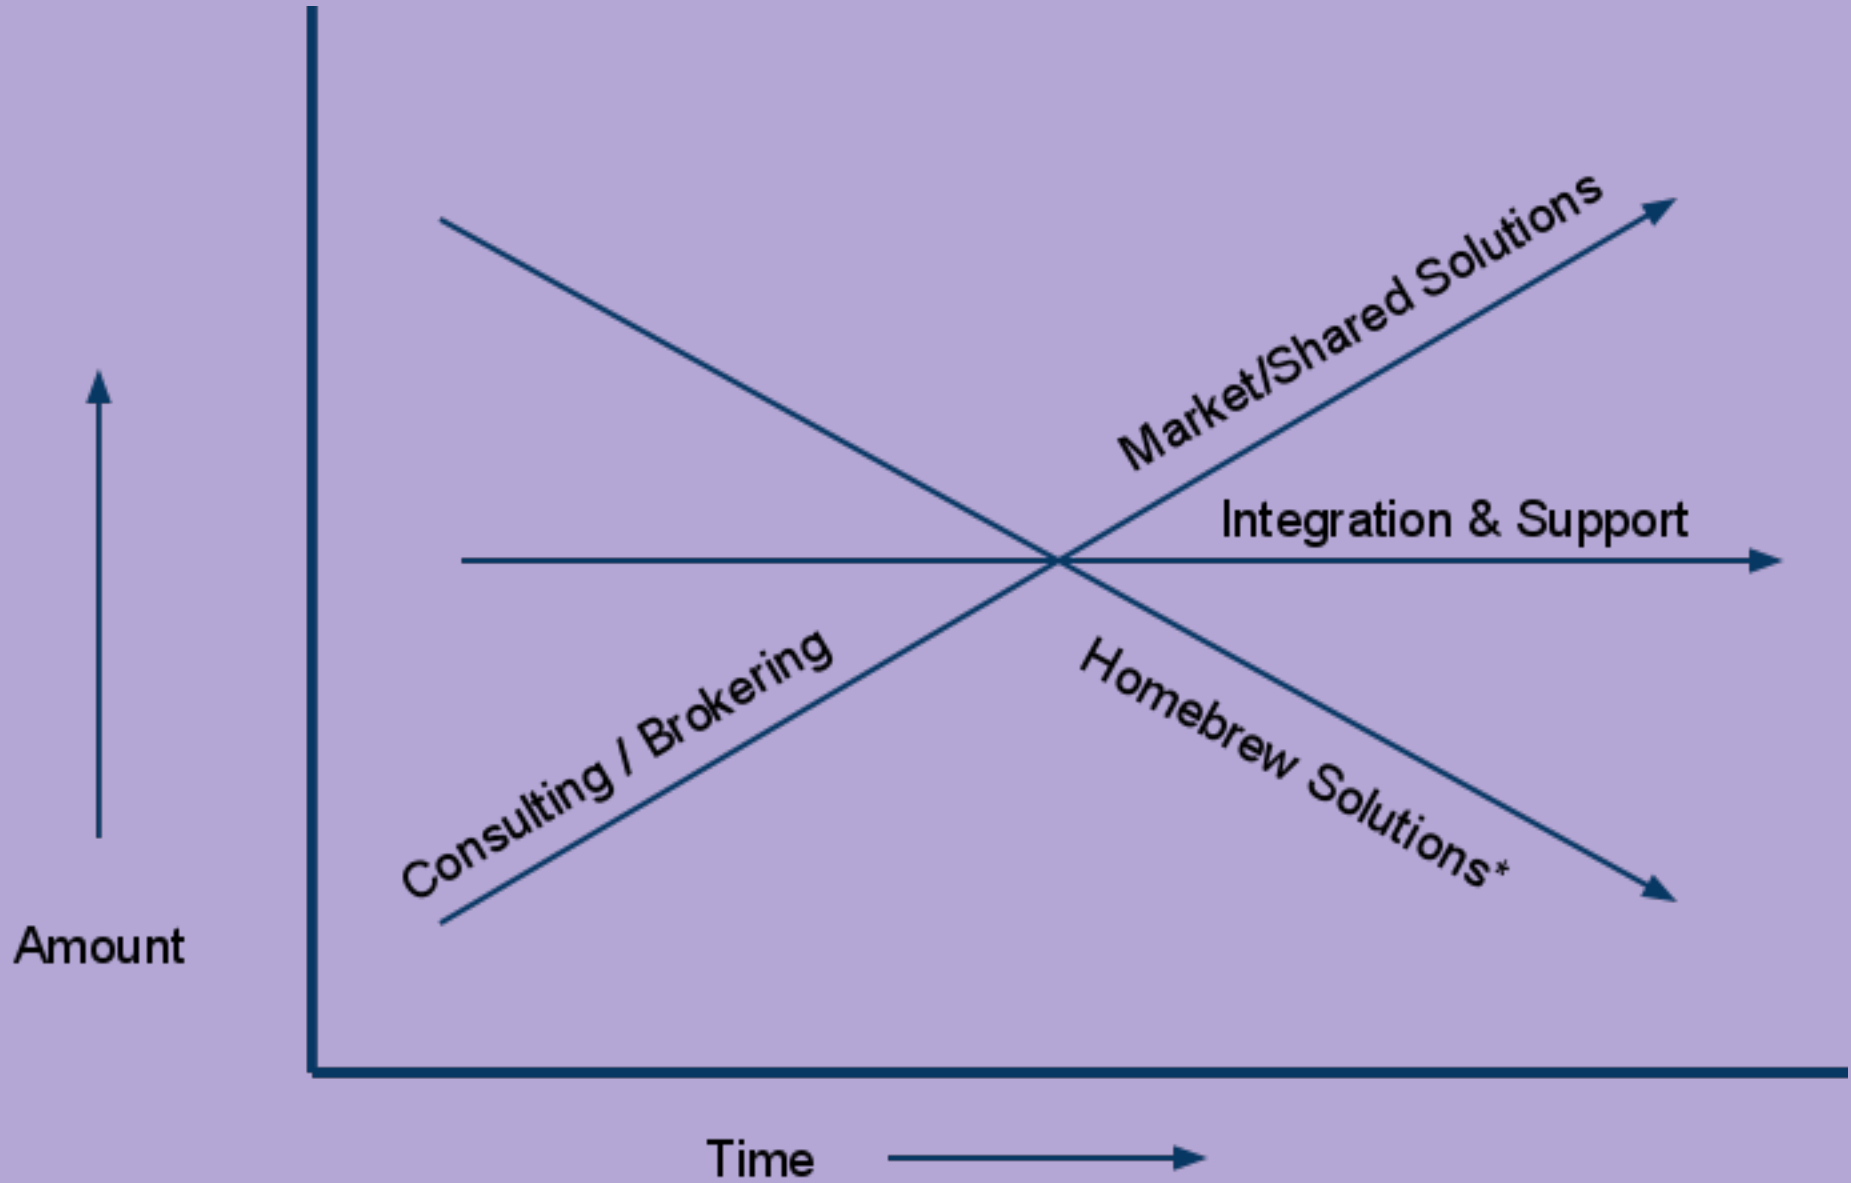 Market/Shared Solutions
Integration & Support
Consulting / Brokering
Homebrew Solutions*
Amount
Time